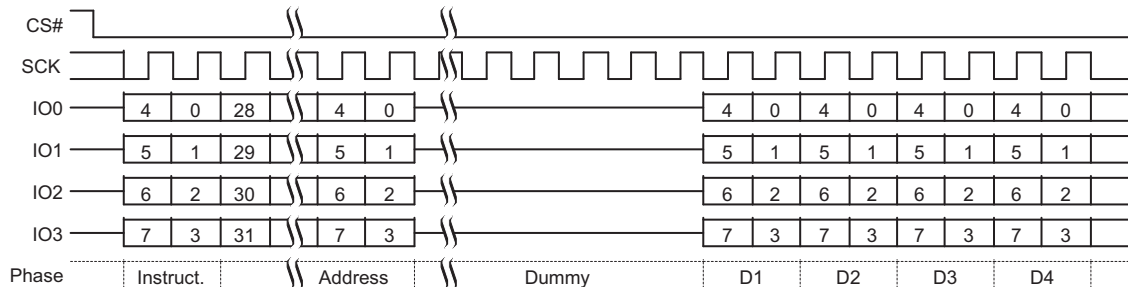 CS#
SCK
IO0 4 0 28 4 0 4 0 4 0 4 0 4 0
IO1 5 1 29 5 1 5 1 5 1 5 1 5 1
IO2 6 2 30 6 2 6 2 6 2 6 2 6 2
IO3 7 3 31 7 3 7 3 7 3 7 3 7 3
Phase Instruct. Address Dummy D1 D2 D3 D4